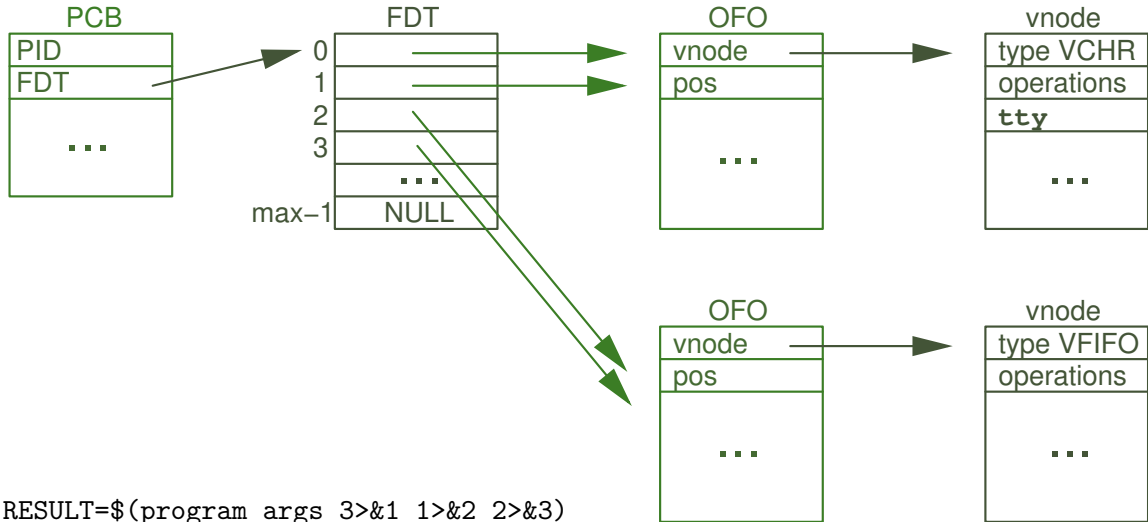 PCB FDT OFO vnode
PID 0 vnode type VCHR
FDT 1 pos operations
2 tty
... 3 ... ...
...
max−1 NULL
OFO vnode
vnode type VFIFO
pos operations
... ...
RESULT=$(program args 3>&1 1>&2 2>&3)